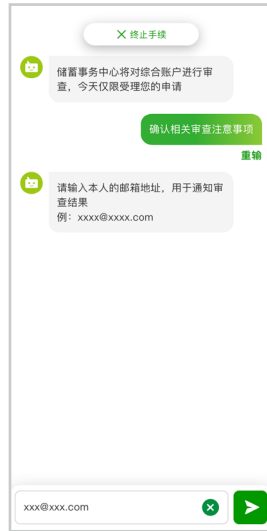 × 终止手续
储蓄事务中心将对综合账户进行审
查，今天仅限受理您的申请
确认相关审查注意事项
重输
请输入本人的邮箱地址，用于通知审
查结果
例：xxxx@xxxx.com
xxx@xxx.com